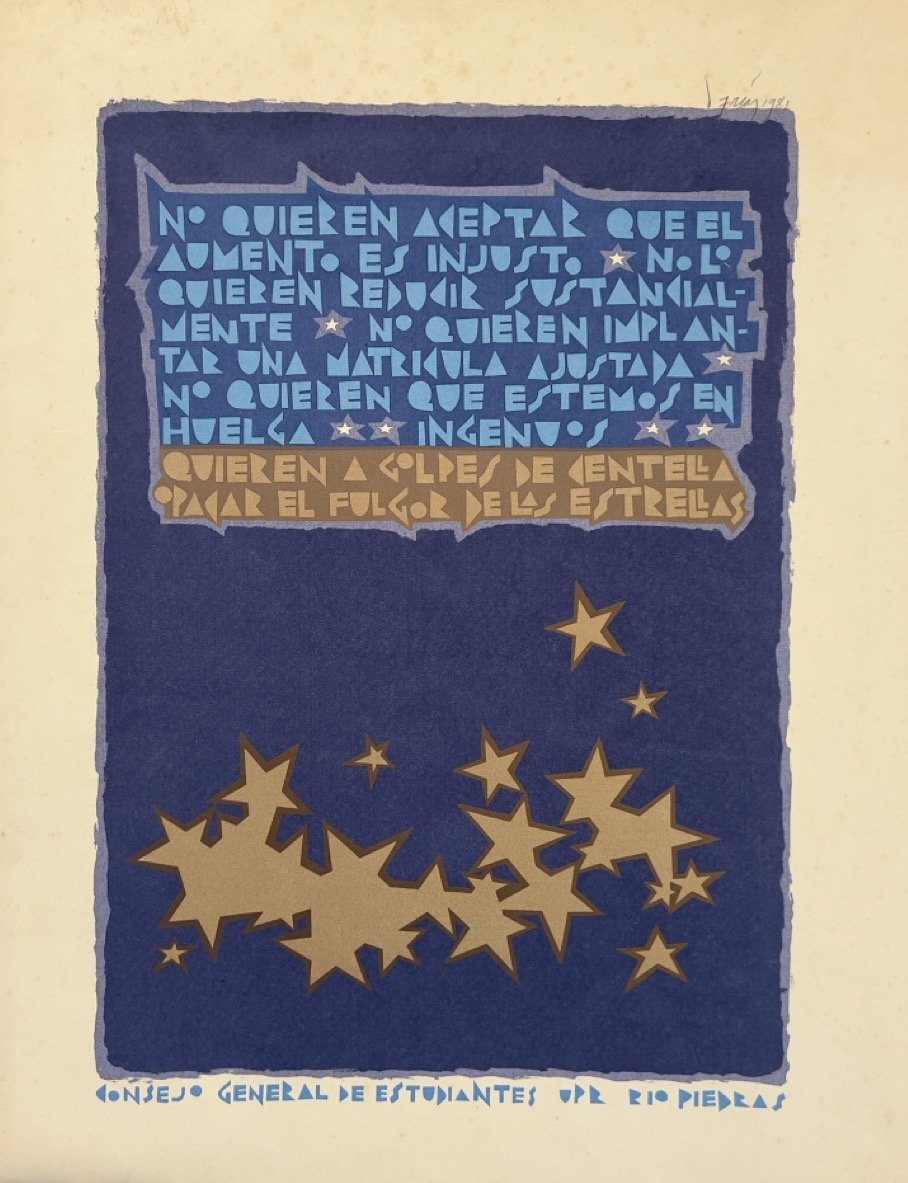 1981
NO QUIEREN ACEPTAR QUE EL
AUMENTO ES INJUSTO NO LO
QUIEREN REDUCIR SUSTANCIAL-
MENTE NO QUIEREN IMPLAN-
TAR UNA MATRICULA AJUSTADA
NO QUIEREN QUE ESTEMOS EN
HUELGA INGENUOS
QUIEREN A GOLPES DE CENTELLA
OPACAR EL FULGOR DE LAS ESTRELLAS
CONSEJO GENERAL DE ESTUDIANTES UPR RIO PIEDRAS